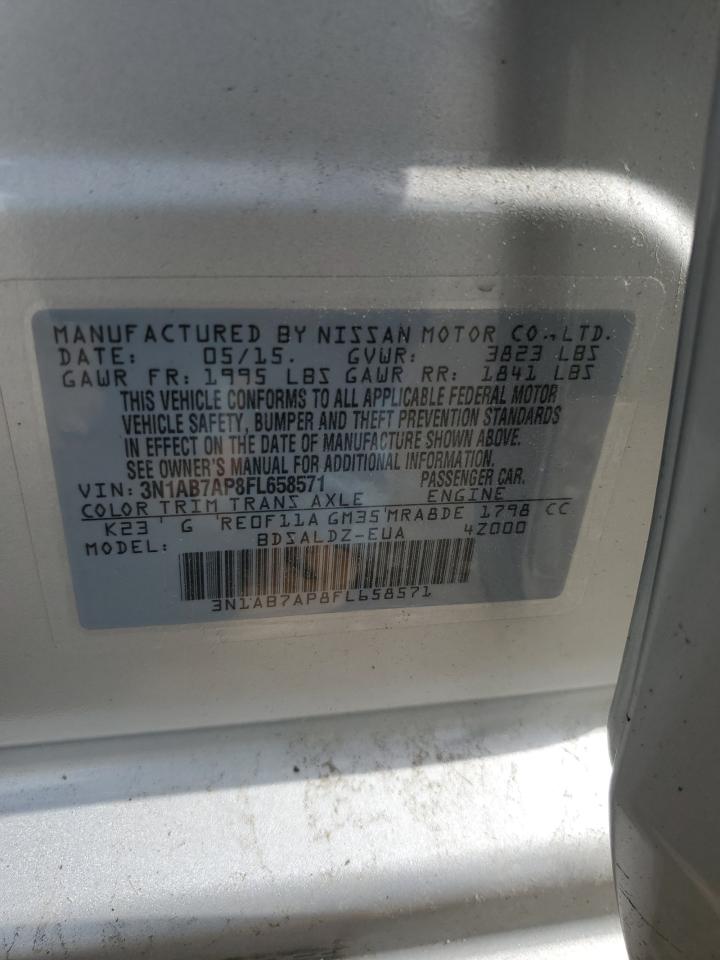 MANUFACTURED BY NISSAN MOTOR CO.,LTD.
DATE: 05/15. GVWR: 3823 LBS
GAWR FR: 1995 LBS GAWR RR: 1841 LBS
THIS VEHICLE CONFORMS TO ALL APPLICABLE FEDERAL MOTOR
VEHICLE SAFETY, BUMPER AND THEFT PREVENTION STANDARDS
IN EFFECT ON THE DATE OF MANUFACTURE SHOWN ABOVE.
SEE OWNER'S MANUAL FOR ADDITIONAL INFORMATION.
VIN: 3N1AB7AP8FL658571 PASSENGER CAR.
COLOR TRIM TRANS AXLE ENGINE
K23 G RE0F11A GM35 MRA8DE 1798 CC
MODEL: BDSALDZ-EUA 4Z000
3N1AB7AP8FL658571